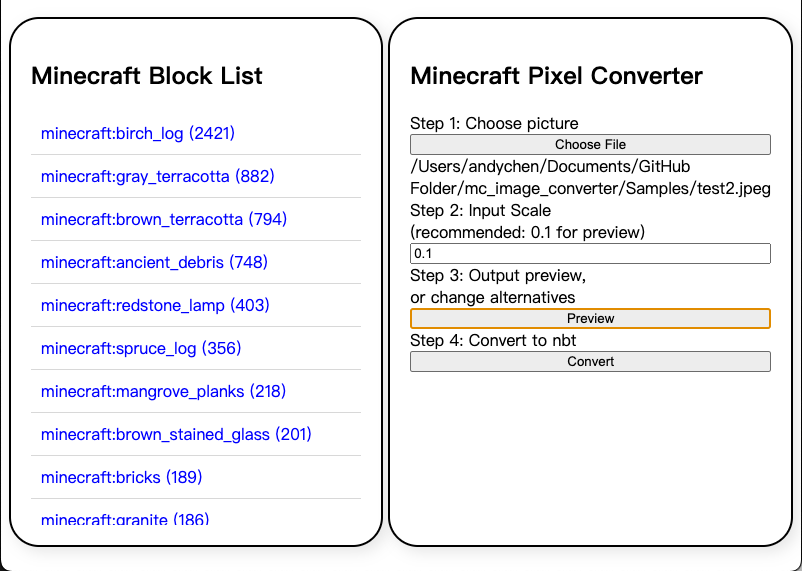 Minecraft Block List
minecraft:birch_log (2421)
minecraft:gray_terracotta (882)
minecraft:brown_terracotta (794)
minecraft:ancient_debris (748)
minecraft:redstone_lamp (403)
minecraft:spruce_log (356)
minecraft:mangrove_planks (218)
minecraft:brown_stained_glass (201)
minecraft:bricks (189)
minecraft:granite (186)
Minecraft Pixel Converter
Step 1: Choose picture
Choose File
/Users/andychen/Documents/GitHub
Folder/mc_image_converter/Samples/test2.jpeg
Step 2: Input Scale
(recommended: 0.1 for preview)
0.1
Step 3: Output preview,
or change alternatives
Preview
Step 4: Convert to nbt
Convert